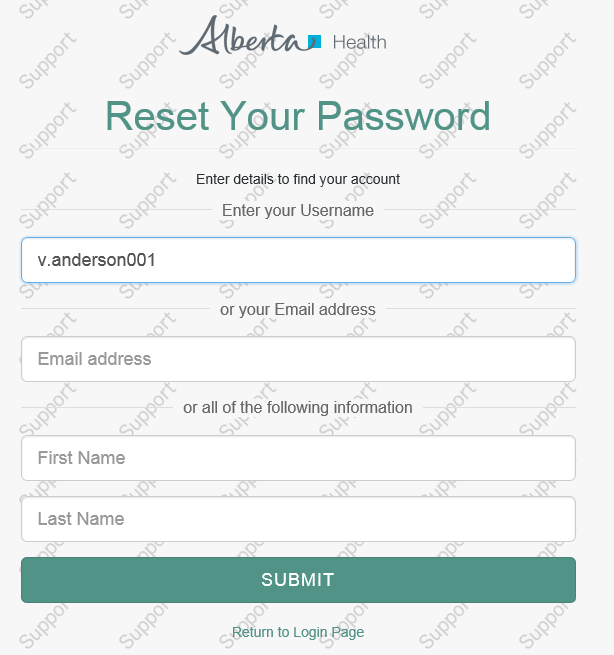 Alberta Health
Reset Your Password
Enter details to find your account
Enter your Username
v.anderson001
or your Email address
Email address
or all of the following information
First Name
Last Name
SUBMIT
Return to Login Page
Support